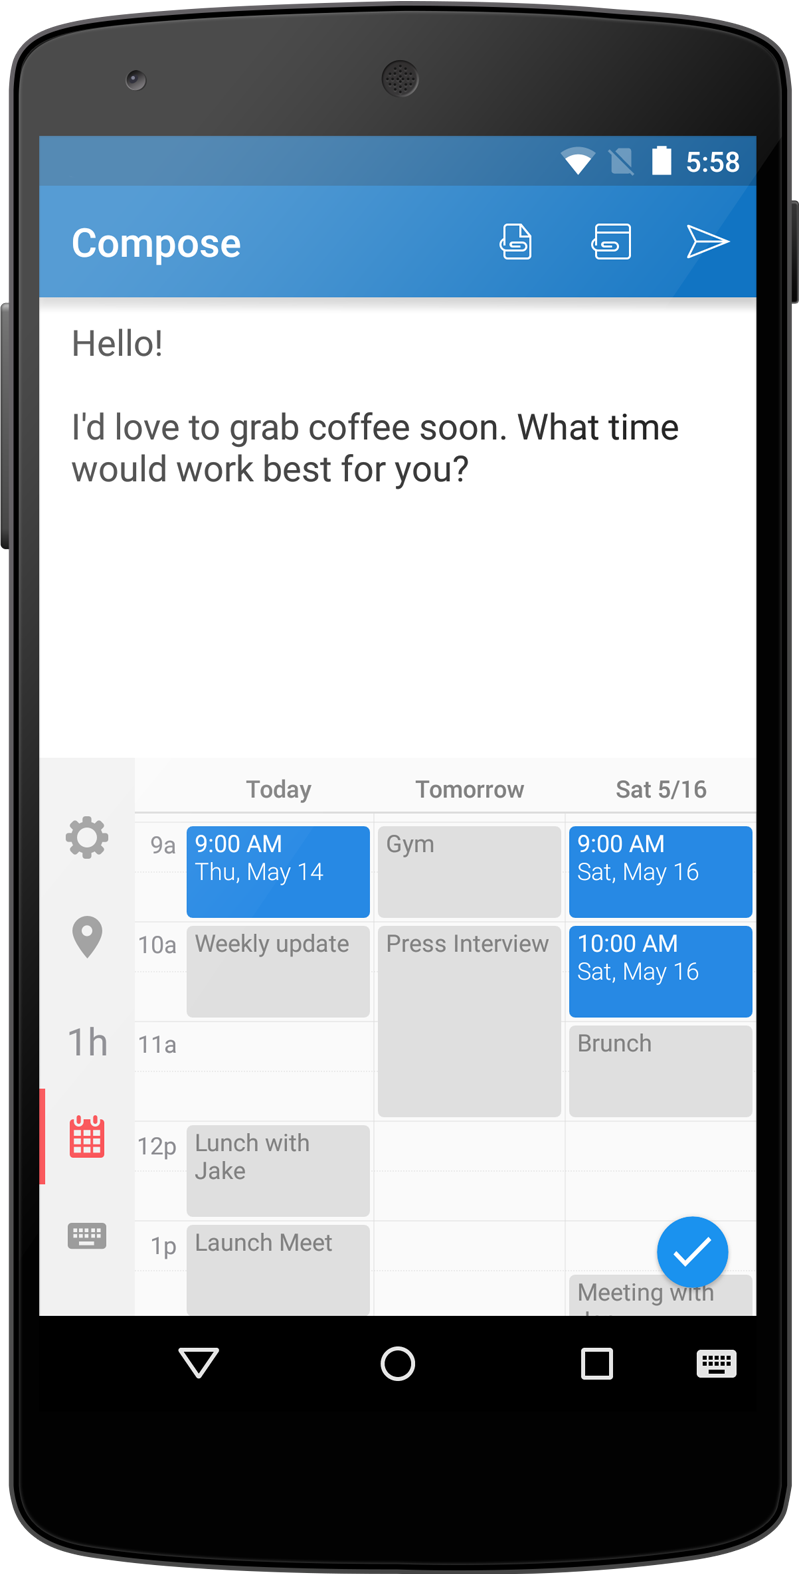 5:58
Compose
Hello!
I'd love to grab coffee soon. What time
would work best for you?
Today Tomorrow Sat 5/16
9a
9:00 AM
Thu, May 14
Gym
9:00 AM
Sat, May 16
10a
Weekly update
Press Interview
10:00 AM
Sat, May 16
1h
11a
Brunch
12p
Lunch with
Jake
1p
Launch Meet
Meeting with